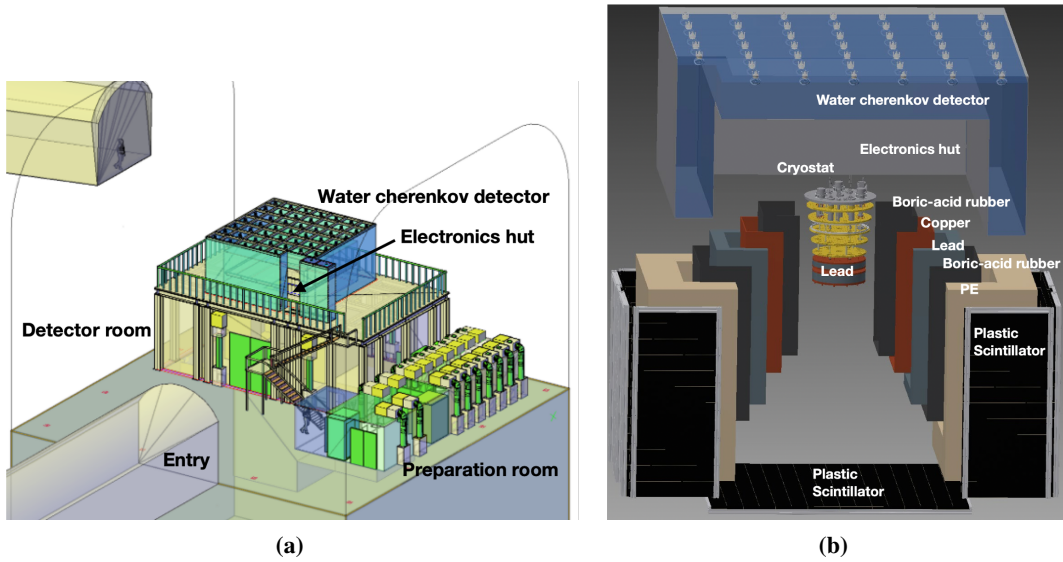 Water cherenkov detector
Electronics hut
Detector room
Entry
Preparation room
(a)
Water cherenkov detector
Electronics hut
Cryostat
Boric-acid rubber
Copper
Lead
Boric-acid rubber
Lead
PE
Plastic
Scintillator
Plastic
Scintillator
(b)